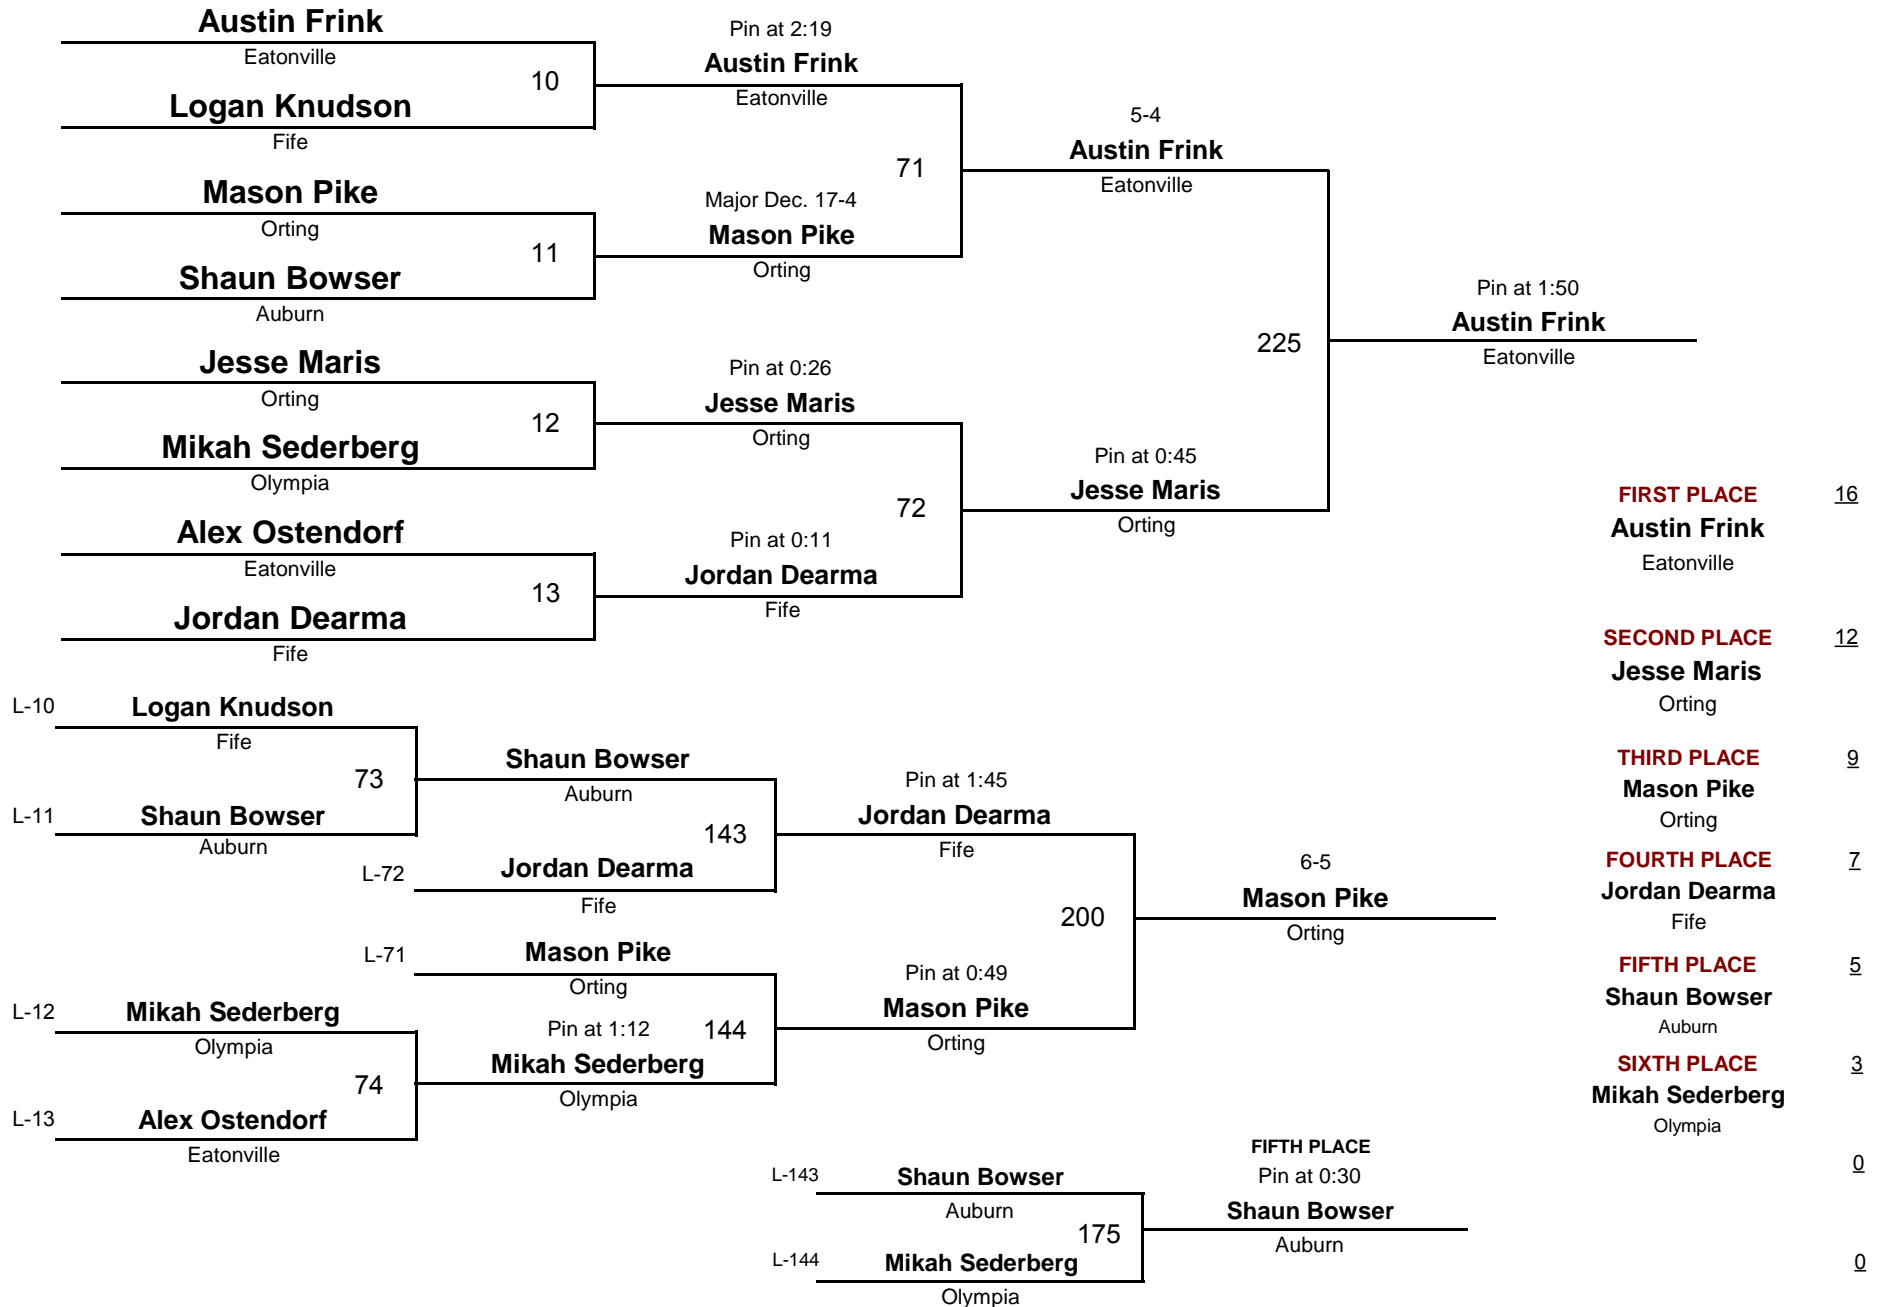 Austin Frink
Eatonville
10
Logan Knudson
Fife
Mason Pike
Orting
11
Shaun Bowser
Auburn
Jesse Maris
Orting
12
Mikah Sederberg
Olympia
Alex Ostendorf
Eatonville
13
Jordan Dearma
Fife
Pin at 2:19
Austin Frink
Eatonville
71
Major Dec. 17-4
Mason Pike
Orting
Pin at 0:26
Jesse Maris
Orting
72
Pin at 0:11
Jordan Dearma
Fife
5-4
Austin Frink
Eatonville
225
Pin at 0:45
Jesse Maris
Orting
Pin at 1:50
Austin Frink
Eatonville
L-10
Logan Knudson
Fife
73
L-11
Shaun Bowser
Auburn
Shaun Bowser
Auburn
143
L-72
Jordan Dearma
Fife
L-71
Mason Pike
Orting
L-12
Mikah Sederberg
Olympia
74
L-13
Alex Ostendorf
Eatonville
Pin at 1:12
144
Mikah Sederberg
Olympia
Pin at 1:45
Jordan Dearma
Fife
200
Pin at 0:49
Mason Pike
Orting
6-5
Mason Pike
Orting
L-143
Shaun Bowser
Auburn
175
L-144
Mikah Sederberg
Olympia
FIFTH PLACE
Pin at 0:30
Shaun Bowser
Auburn
FIRST PLACE 16
Austin Frink
Eatonville
SECOND PLACE 12
Jesse Maris
Orting
THIRD PLACE 9
Mason Pike
Orting
FOURTH PLACE 7
Jordan Dearma
Fife
FIFTH PLACE 5
Shaun Bowser
Auburn
SIXTH PLACE 3
Mikah Sederberg
Olympia
0
0